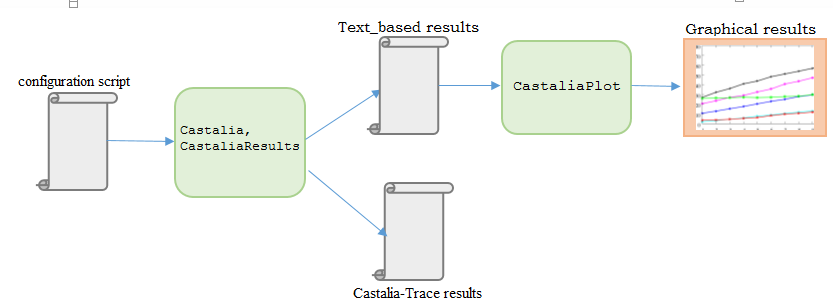 Text_based results
Graphical results
configuration script
CastaliaPlot
Castalia,
CastaliaResults
Castalia-Trace results